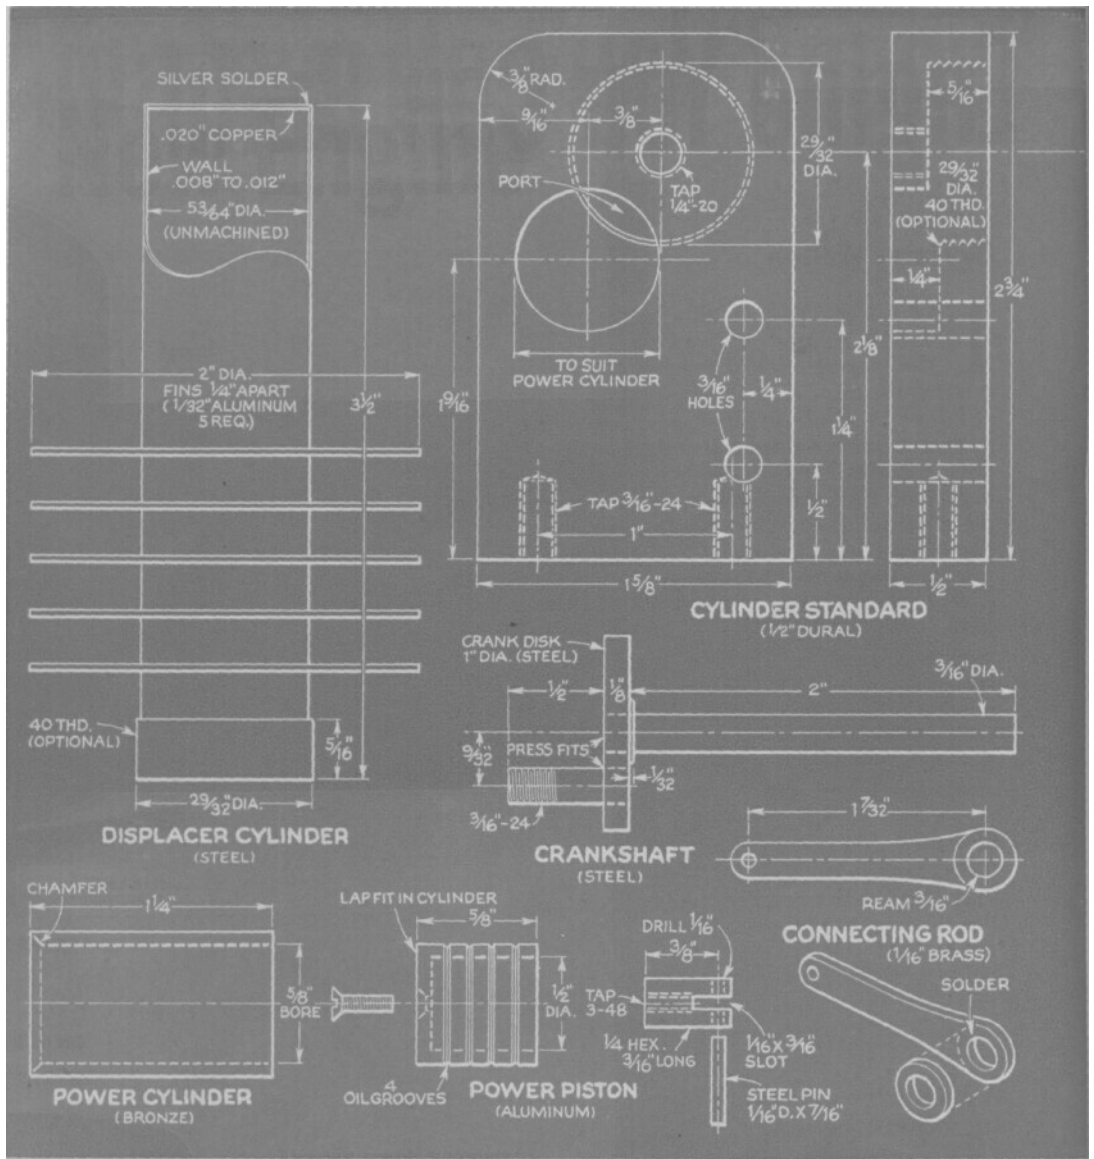 SILVER SOLDER
.020" COPPER
WALL
.008" TO .012"
53/64" DIA.
(UNMACHINED)
2" DIA.
FINS 1/4" APART
(1/32" ALUMINUM
5 REQ.)
3 1/2"
40 THD.
(OPTIONAL)
5/16"
29/32" DIA.
DISPLACER CYLINDER
(STEEL)
3/8" RAD.
9/16"
3/8"
PORT
TAP
1/4"-20
29/32"
DIA.
TO SUIT
POWER CYLINDER
3/16"
HOLES
1/4"
1 9/16"
TAP 3/16"-24
1"
1/2"
1 1/4"
2 1/8"
1 5/8"
5/16"
29/32"
DIA.
40 THD.
(OPTIONAL)
1/4"
2 3/4"
1/2"
CYLINDER STANDARD
(1/2" DURAL)
CRANK DISK
1" DIA. (STEEL)
1/2"
1/8"
2"
3/16" DIA.
9/32"
PRESS FITS
1/32"
3/16"-24
CRANKSHAFT
(STEEL)
1 7/32"
REAM 3/16"
CONNECTING ROD
(1/16" BRASS)
SOLDER
CHAMFER
1 1/4"
5/8"
BORE
POWER CYLINDER
(BRONZE)
LAP FIT IN CYLINDER
5/8"
1/2"
DIA.
4
OIL GROOVES
POWER PISTON
(ALUMINUM)
DRILL 1/16"
3/8"
TAP
3-48
1/4 HEX.
3/16" LONG
1/16" X 3/16"
SLOT
STEEL PIN
1/16" D. X 7/16"